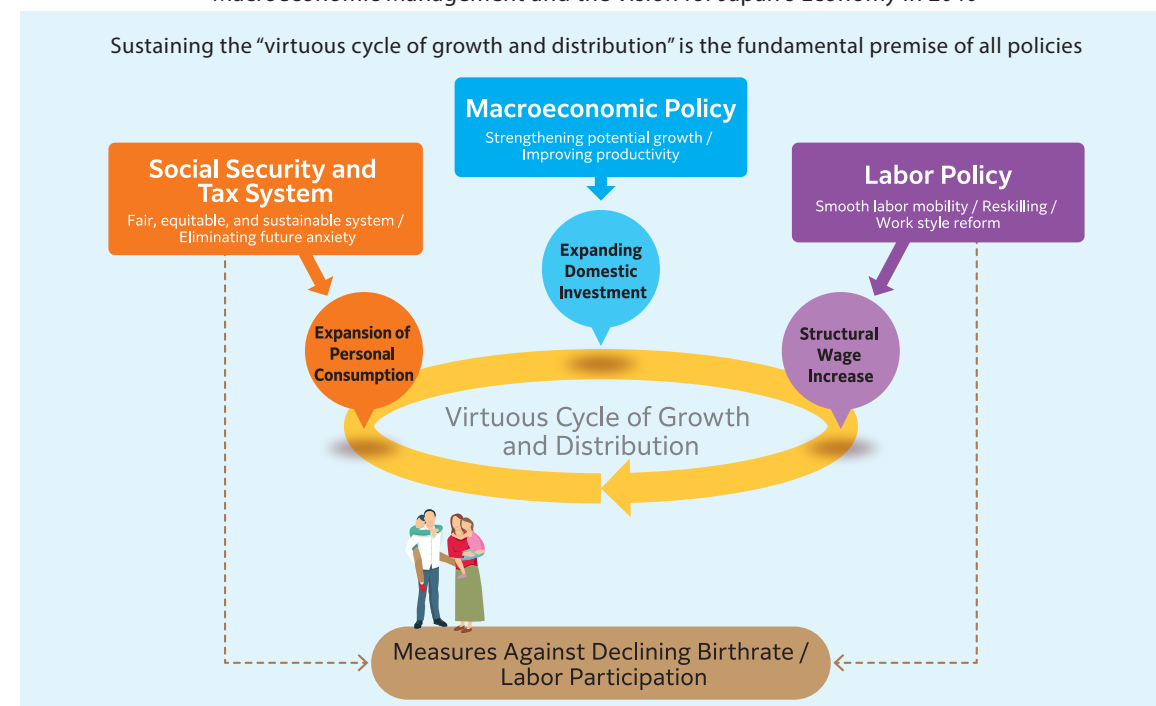 Sustaining the “virtuous cycle of growth and distribution” is the fundamental premise of all policies
Macroeconomic Policy
Strengthening potential growth /
Improving productivity
Social Security and
Tax System
Fair, equitable, and sustainable system /
Eliminating future anxiety
Labor Policy
Smooth labor mobility / Reskilling /
Work style reform
Expanding
Domestic
Investment
Expansion of
Personal
Consumption
Structural
Wage
Increase
Virtuous Cycle of Growth
and Distribution
Measures Against Declining Birthrate /
Labor Participation